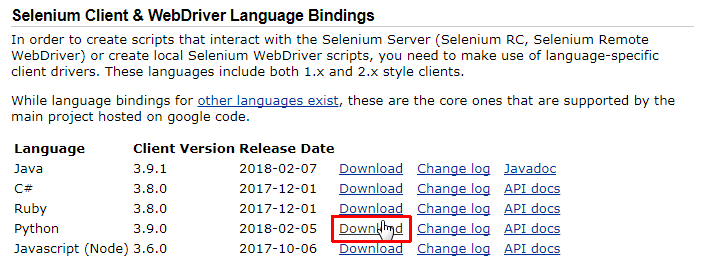 Selenium Client & WebDriver Language Bindings
In order to create scripts that interact with the Selenium Server (Selenium RC, Selenium Remote
WebDriver) or create local Selenium WebDriver scripts, you need to make use of language-specific
client drivers. These languages include both 1.x and 2.x style clients.
While language bindings for other languages exist, these are the core ones that are supported by the
main project hosted on google code.
Language Client Version Release Date
Java 3.9.1 2018-02-07 Download Change log Javadoc
C# 3.8.0 2017-12-01 Download Change log API docs
Ruby 3.8.0 2017-12-01 Download Change log API docs
Python 3.9.0 2018-02-05 Download Change log API docs
Javascript (Node) 3.6.0 2017-10-06 Download Change log API docs